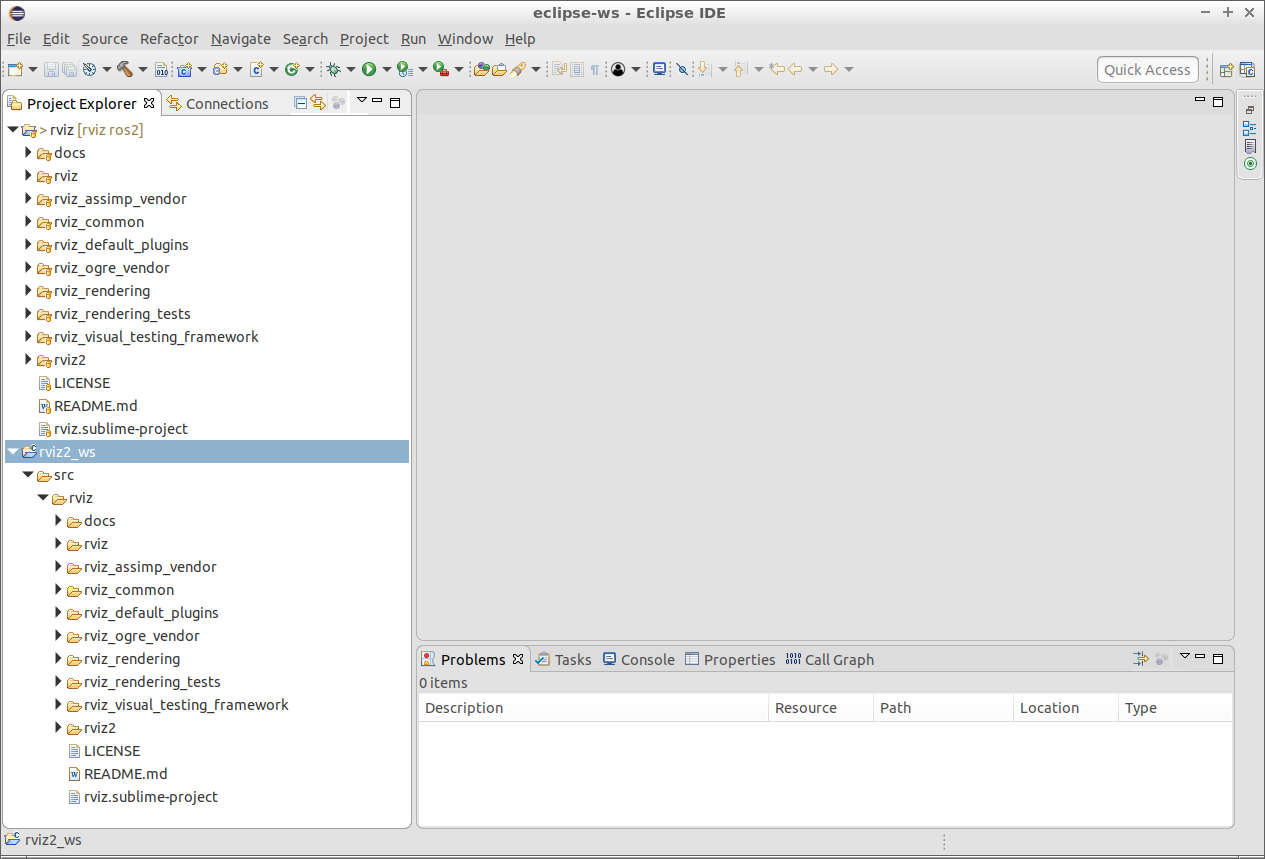 eclipse-ws - Eclipse IDE
File Edit Source Refactor Navigate Search Project Run Window Help
Quick Access
Project Explorer Connections
> rviz [rviz ros2]
docs
rviz
rviz_assimp_vendor
rviz_common
rviz_default_plugins
rviz_ogre_vendor
rviz_rendering
rviz_rendering_tests
rviz_visual_testing_framework
rviz2
LICENSE
README.md
rviz.sublime-project
rviz2_ws
src
rviz
docs
rviz
rviz_assimp_vendor
rviz_common
rviz_default_plugins
rviz_ogre_vendor
rviz_rendering
rviz_rendering_tests
rviz_visual_testing_framework
rviz2
LICENSE
README.md
rviz.sublime-project
Problems Tasks Console Properties Call Graph
0 items
Description Resource Path Location Type
rviz2_ws